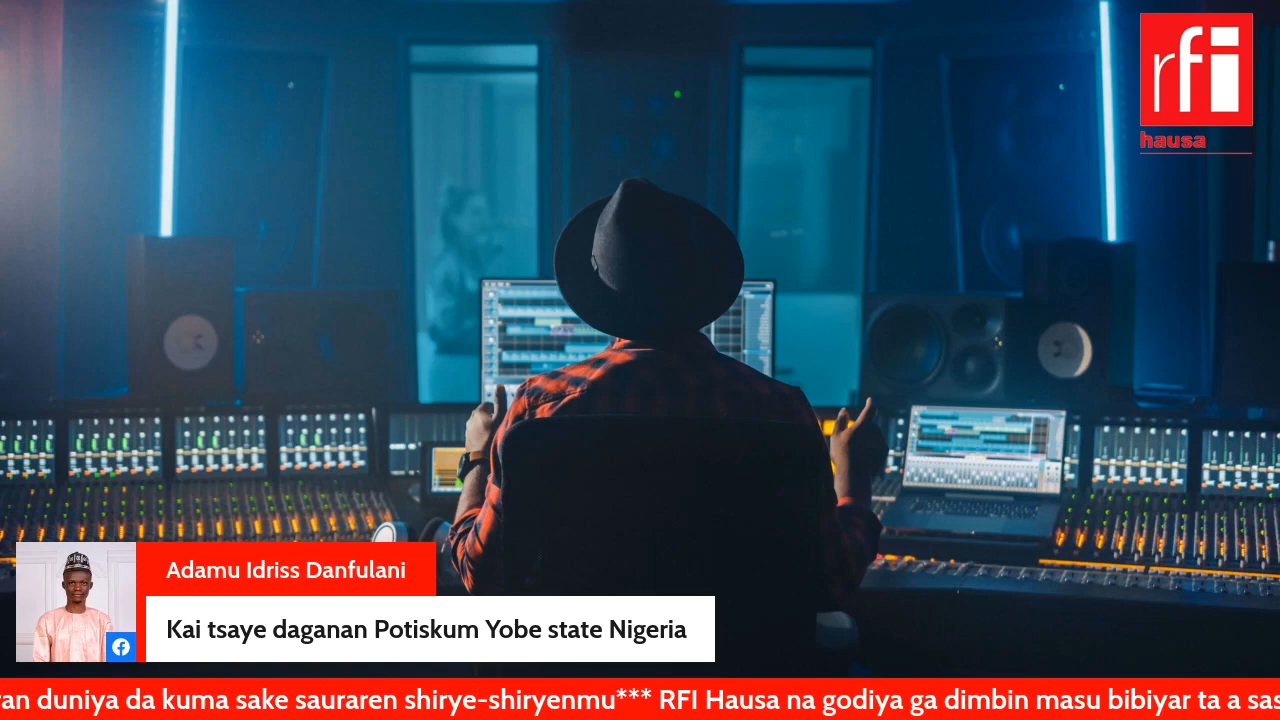 rfi
hausa
Adamu Idriss Danfulani
Kai tsaye daganan Potiskum Yobe state Nigeria
duniya da kuma sake sauraren shirye-shiryenmu*** RFI Hausa na godiya ga dimbin masu bibiyar ta a